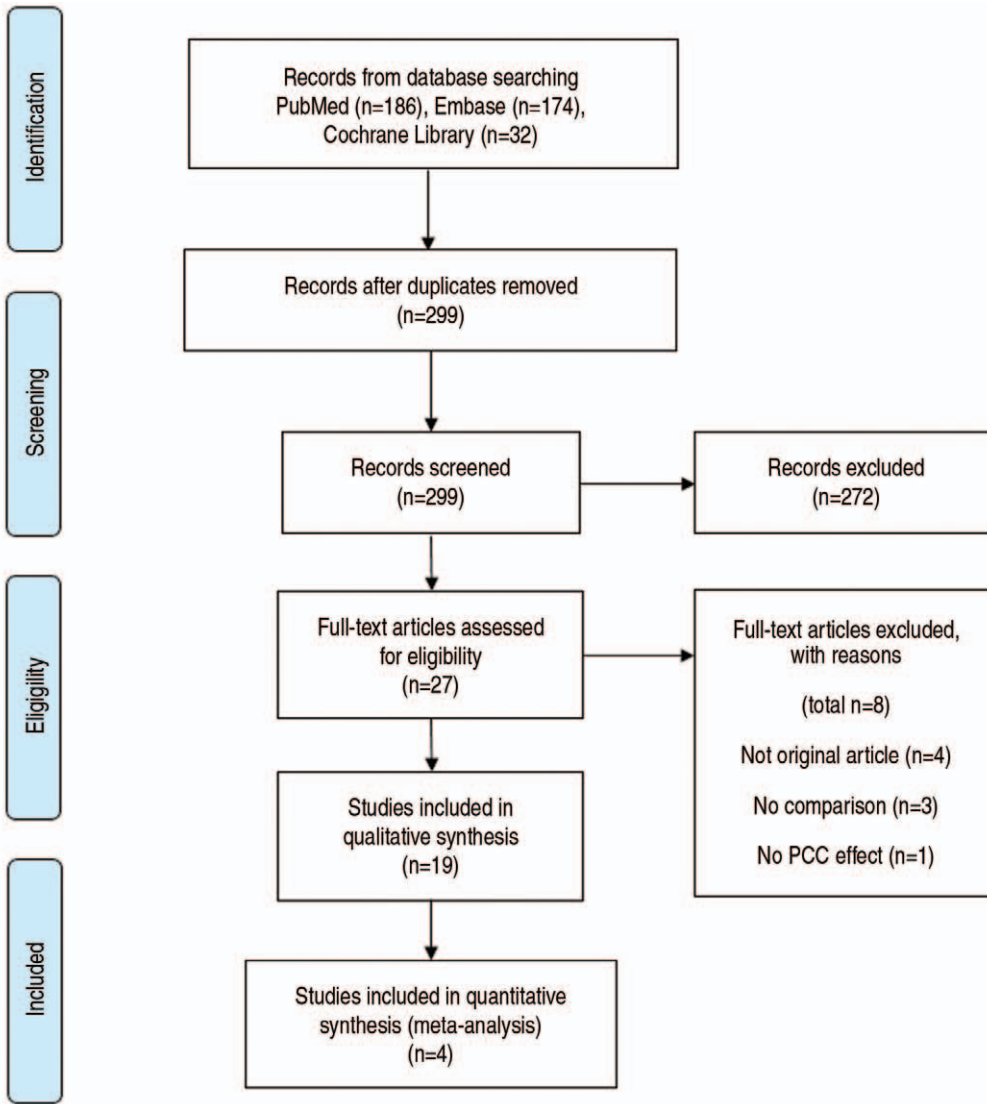 Identification
Records from database searching
PubMed (n=186), Embase (n=174),
Cochrane Library (n=32)
Records after duplicates removed
(n=299)
Screening
Records screened
(n=299)
Records excluded
(n=272)
Eligigility
Full-text articles assessed
for eligibility
(n=27)
Full-text articles excluded,
with reasons
(total n=8)
Not original article (n=4)
No comparison (n=3)
No PCC effect (n=1)
Studies included in
qualitative synthesis
(n=19)
Included
Studies included in quantitative
synthesis (meta-analysis)
(n=4)